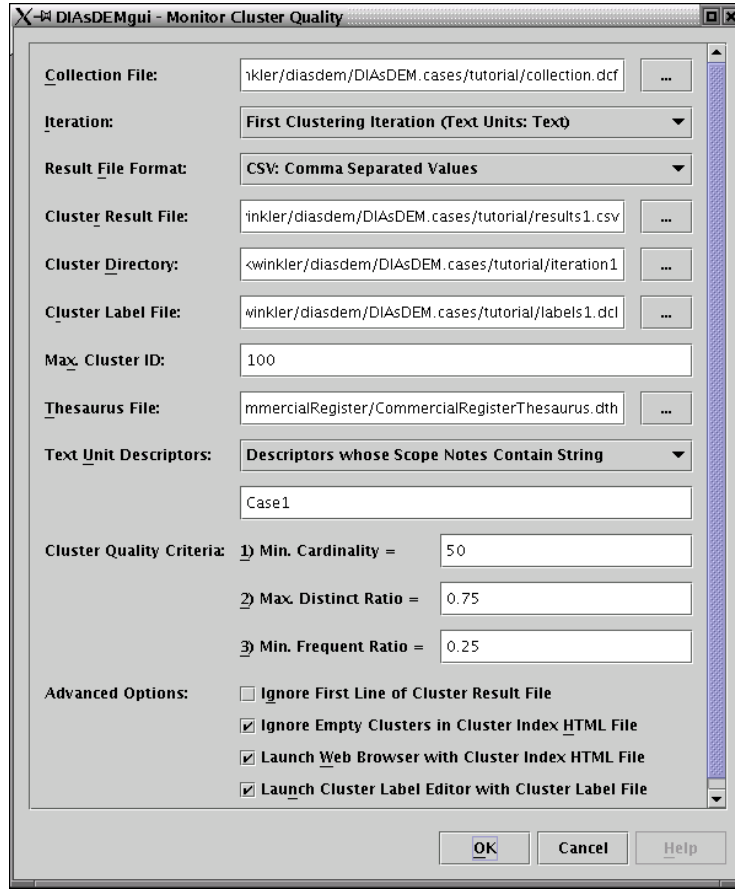 DIAsDEMgui - Monitor Cluster Quality
Collection File: nkler/diasdem/DIAsDEM.cases/tutorial/collection.dcf ...
Iteration: First Clustering Iteration (Text Units: Text)
Result File Format: CSV: Comma Separated Values
Cluster Result File: inkler/diasdem/DIAsDEM.cases/tutorial/results1.csv ...
Cluster Directory: winkler/diasdem/DIAsDEM.cases/tutorial/iteration1 ...
Cluster Label File: winkler/diasdem/DIAsDEM.cases/tutorial/labels1.dcl ...
Max. Cluster ID: 100
Thesaurus File: mmercialRegister/CommercialRegisterThesaurus.dth ...
Text Unit Descriptors: Descriptors whose Scope Notes Contain String
Case1
Cluster Quality Criteria: 1) Min. Cardinality = 50
2) Max. Distinct Ratio = 0.75
3) Min. Frequent Ratio = 0.25
Advanced Options: Ignore First Line of Cluster Result File
Ignore Empty Clusters in Cluster Index HTML File
Launch Web Browser with Cluster Index HTML File
Launch Cluster Label Editor with Cluster Label File
OK Cancel Help